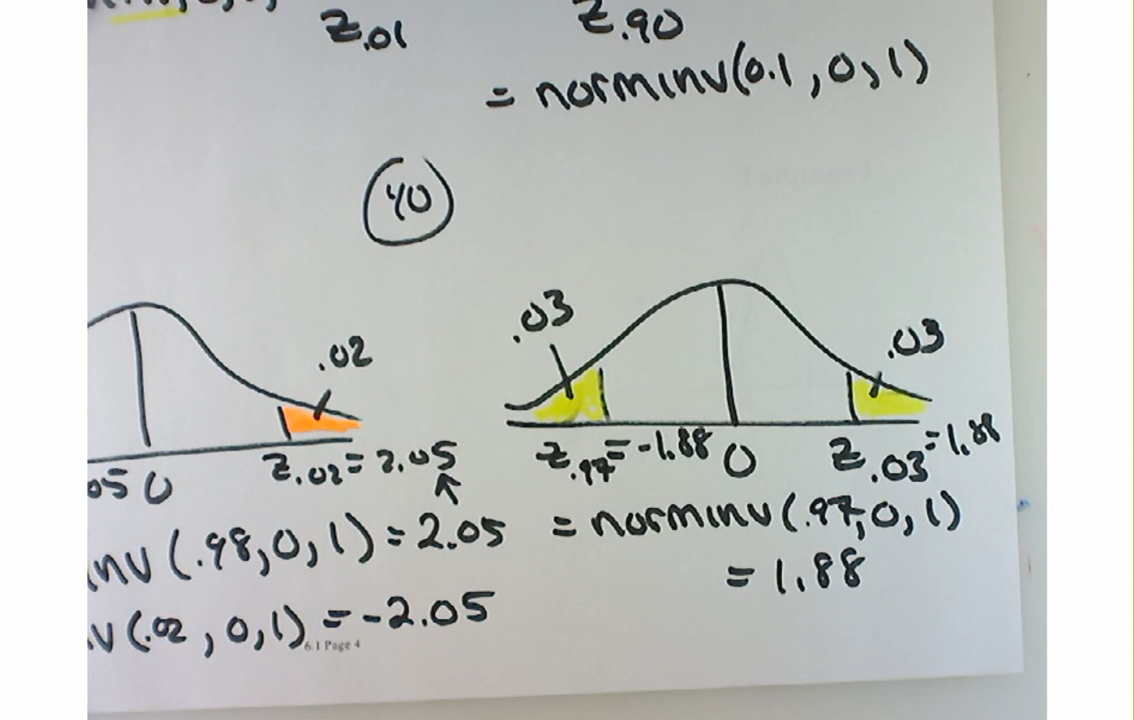 z.01
z.90
= norminv(0.1, 0, 1)
40
.02
z.02 = 2.05
05 0
inv (.98, 0, 1) = 2.05
v (.02, 0, 1) = -2.05
.03
.03
z.97 = -1.88 0 z.03 = 1.88
= norminv (.97, 0, 1)
= 1.88
6.1 Page 4